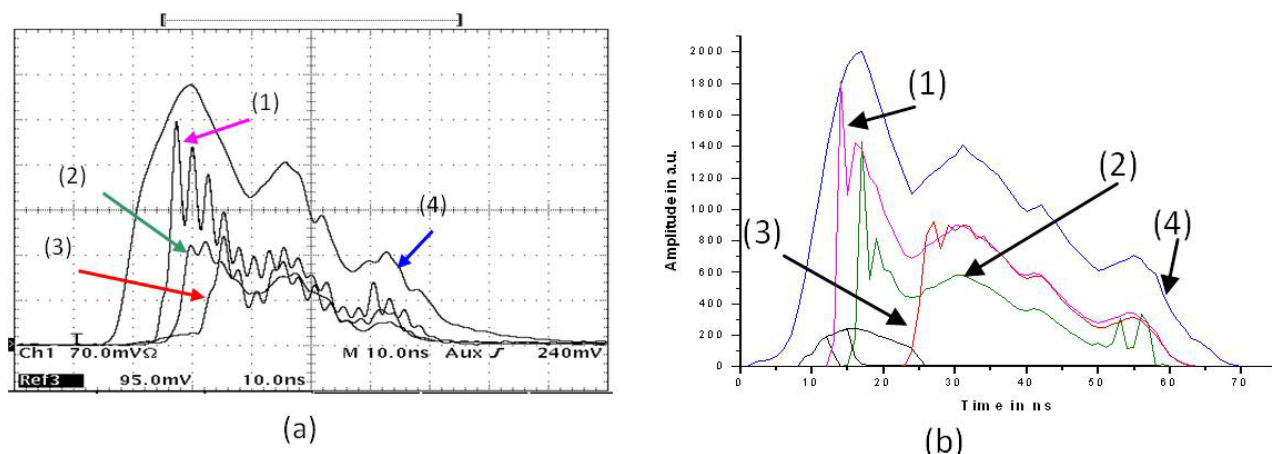 (1)
(2)
(3)
(4)
Ch1 70.0mVΩ M 10.0ns Aux ƒ 240mV
Ref3 95.0mV 10.0ns
(a)
2000
1800
1600
1400
1200
1000
800
600
400
200
0
Amplitude in a.u.
(1)
(2)
(3)
(4)
0 10 20 30 40 50 60 70
Time in ns
(b)